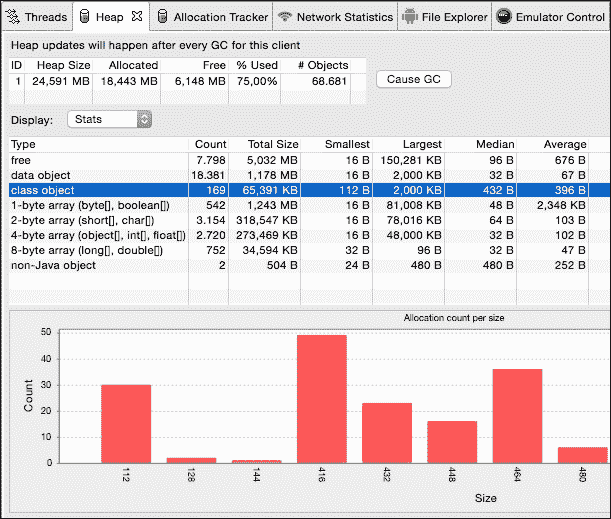 Threads Heap Allocation Tracker Network Statistics File Explorer Emulator Control
Heap updates will happen after every GC for this client
ID Heap Size Allocated Free % Used # Objects
1 24,591 MB 18,443 MB 6,148 MB 75,00% 68.681
Cause GC
Display: Stats
Type Count Total Size Smallest Largest Median Average
free 7.798 5,032 MB 16 B 150,281 KB 96 B 676 B
data object 18.381 1,178 MB 16 B 2,000 KB 32 B 67 B
class object 169 65,391 KB 112 B 2,000 KB 432 B 396 B
1-byte array (byte[], boolean[]) 542 1,243 MB 16 B 81,008 KB 48 B 2,348 KB
2-byte array (short[], char[]) 3.154 318,547 KB 16 B 78,016 KB 64 B 103 B
4-byte array (object[], int[], float[]) 2.720 273,469 KB 16 B 48,000 KB 32 B 102 B
8-byte array (long[], double[]) 752 34,594 KB 32 B 96 B 32 B 47 B
non-Java object 2 504 B 24 B 480 B 480 B 252 B
Allocation count per size
Count
50
40
30
20
10
0
112 128 144 416 432 448 464 480
Size